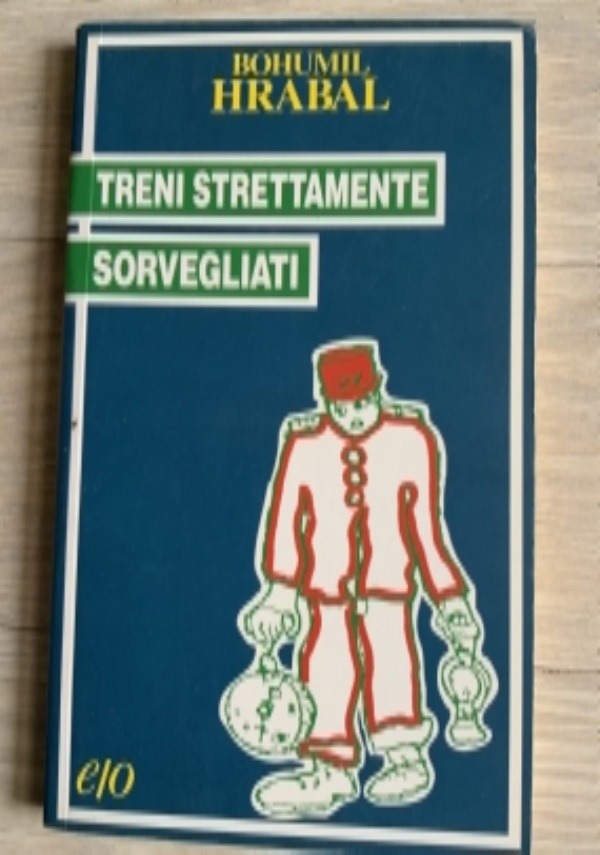 BOHUMIL
HRABAL
TRENI STRETTAMENTE
SORVEGLIATI
e/o